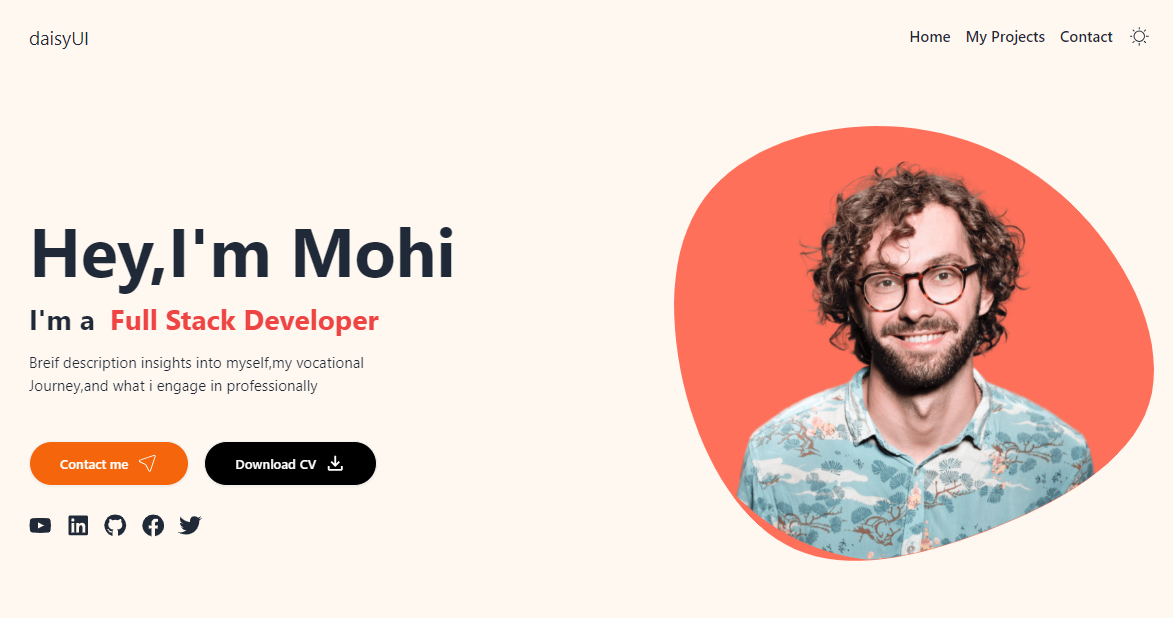 daisyUI
Home My Projects Contact
Hey,I'm Mohi
I'm a Full Stack Developer
Breif description insights into myself,my vocational
Journey,and what i engage in professionally
Contact me Download CV